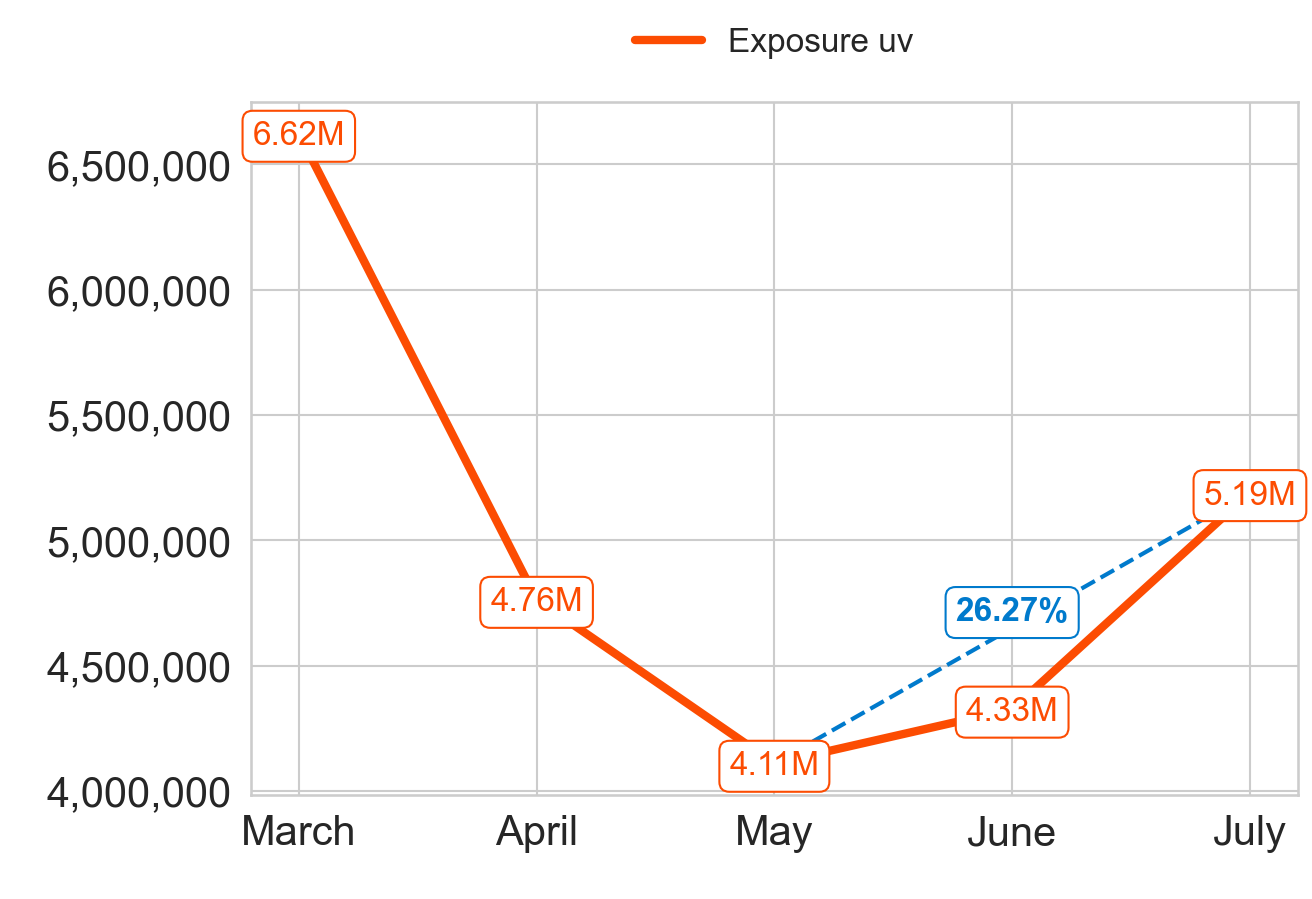 Exposure uv
6.62M
6,500,000
6,000,000
5,500,000
5.19M
5,000,000
4.76M
26.27%
4,500,000
4.33M
4.11M
4,000,000
March April May June July